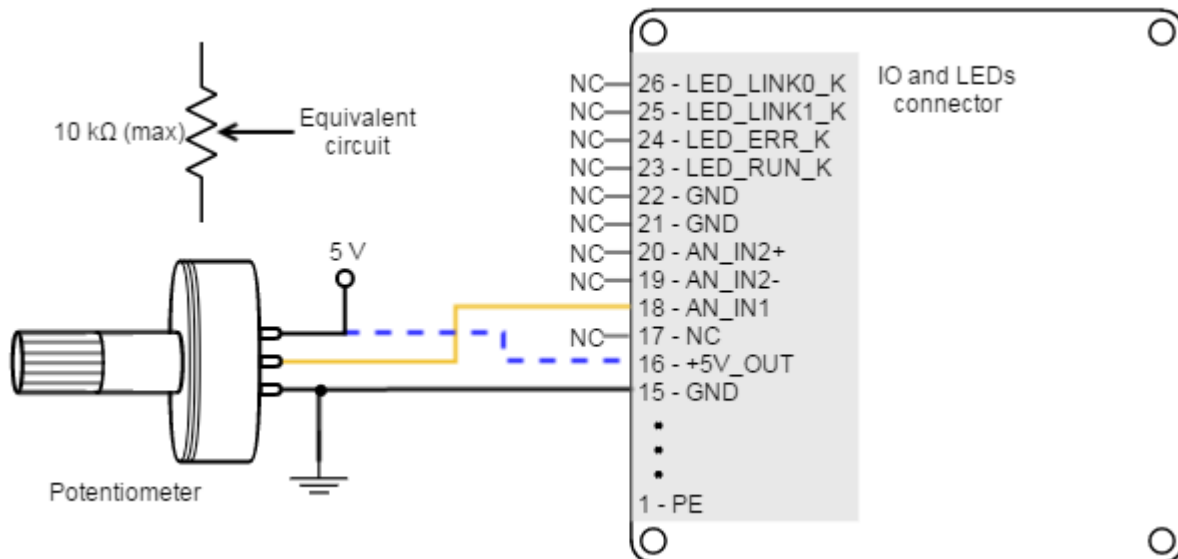 IO and LEDs
connector
10 kΩ (max)
Equivalent
circuit
NC
26 - LED_LINK0_K
NC
25 - LED_LINK1_K
NC
24 - LED_ERR_K
NC
23 - LED_RUN_K
NC
22 - GND
NC
21 - GND
NC
20 - AN_IN2+
NC
19 - AN_IN2-
18 - AN_IN1
NC
17 - NC
16 - +5V_OUT
15 - GND
1 - PE
5 V
Potentiometer